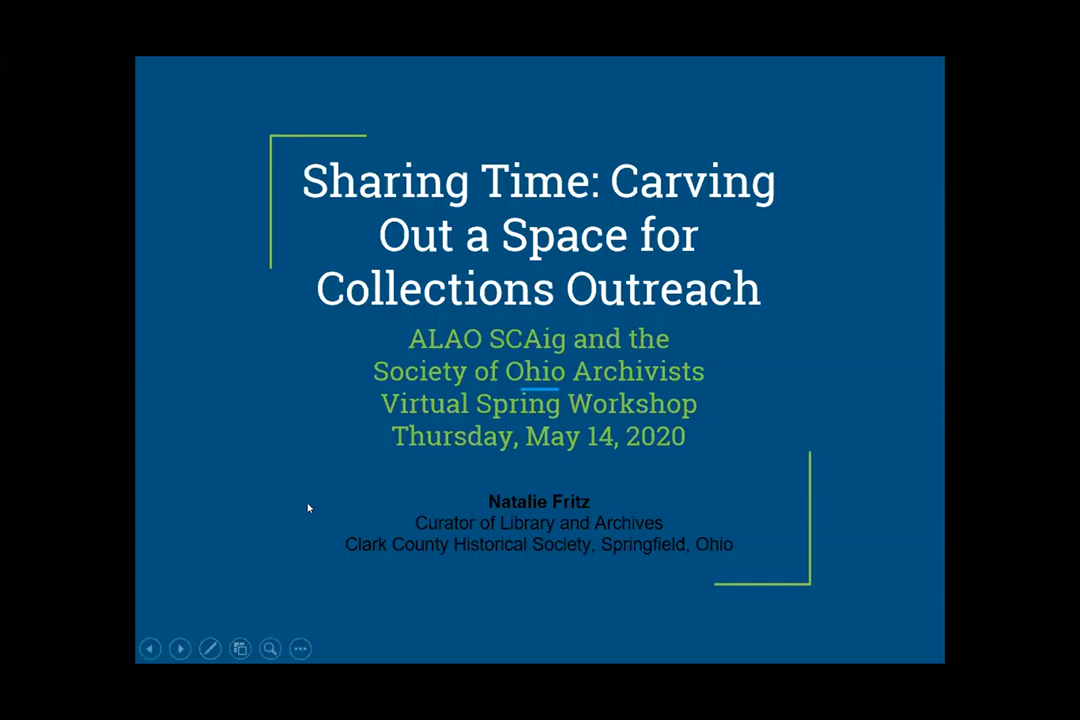 Sharing Time: Carving
Out a Space for
Collections Outreach
ALAO SCAig and the
Society of Ohio Archivists
Virtual Spring Workshop
Thursday, May 14, 2020
Natalie Fritz
Curator of Library and Archives
Clark County Historical Society, Springfield, Ohio